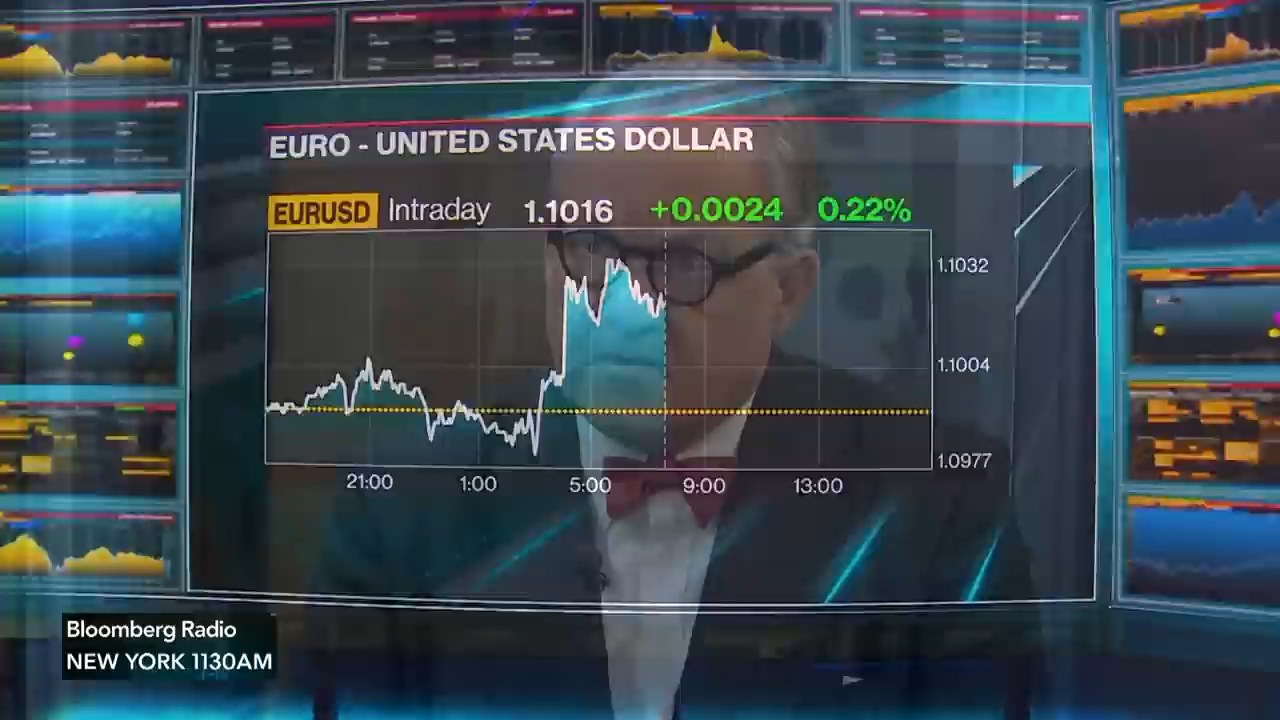 EURO - UNITED STATES DOLLAR
EURUSD Intraday 1.1016 +0.0024 0.22%
1.1032
1.1004
1.0977
21:00 1:00 5:00 9:00 13:00
Bloomberg Radio
NEW YORK 1130AM